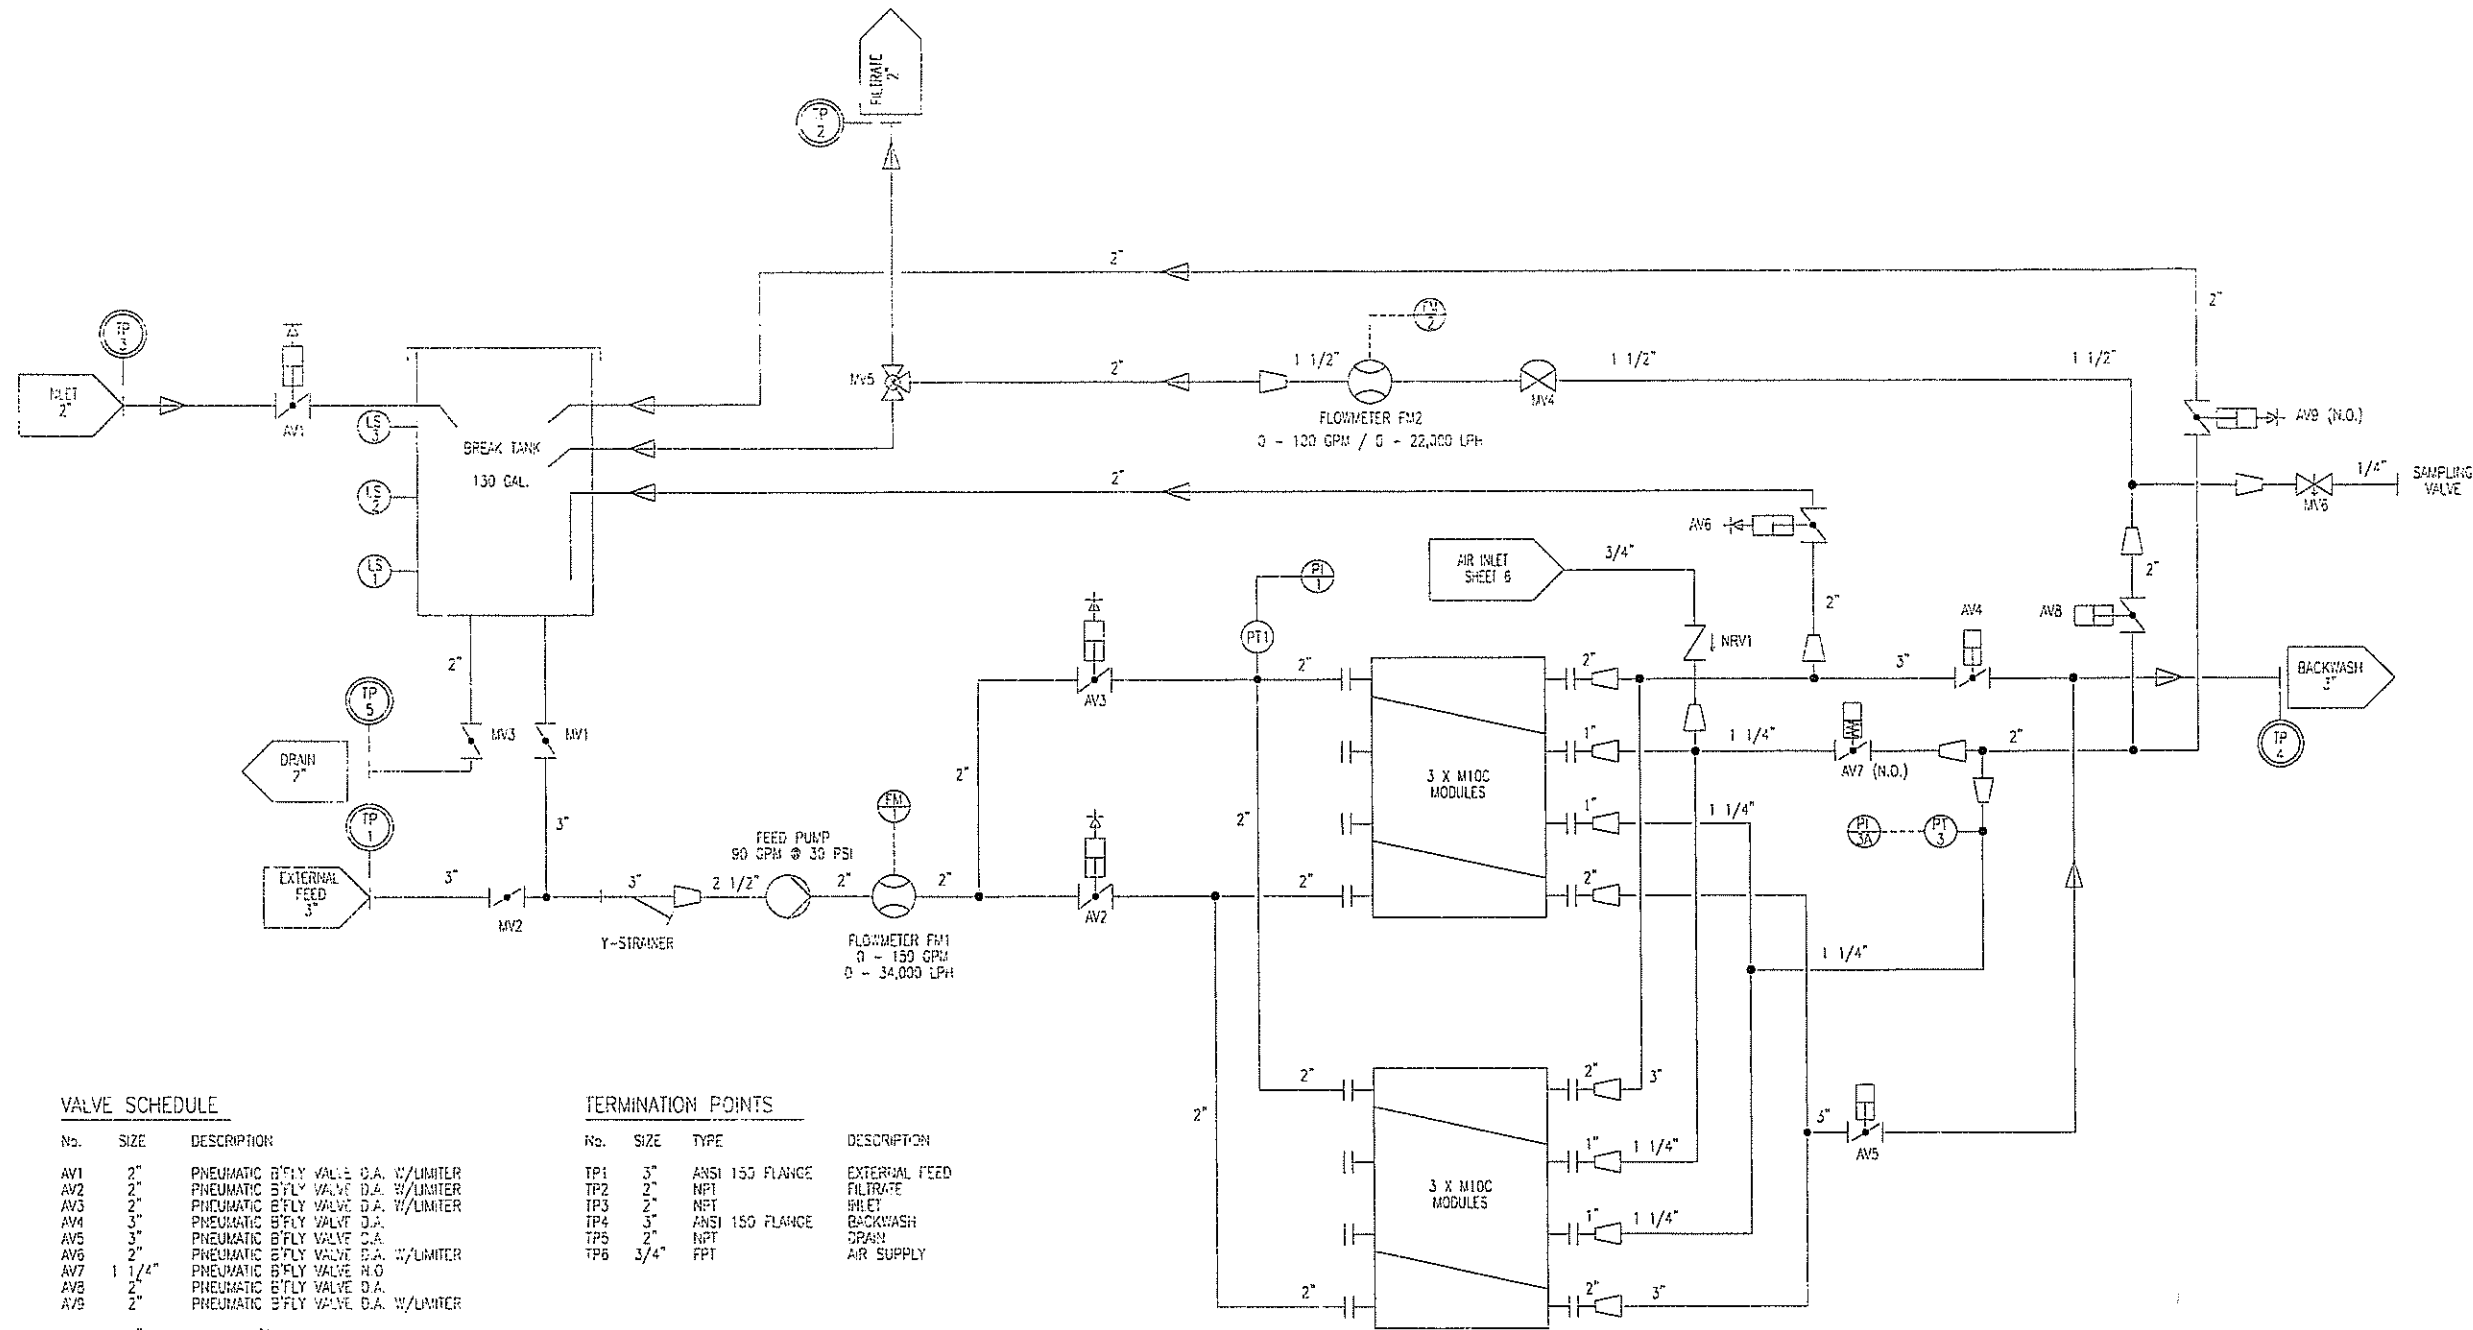 FILTRATE
2"
TP
2
2"
2"
TP
3
INLET
2"
AV1
LS
3
LS
2
LS
1
BREAK TANK
130 GAL.
MV5
2"
1 1/2"
FM
2
FLOWMETER FM2
MV4
1 1/2"
1 1/2"
AV9 (N.O.)
1/4"
SAMPLING
VALVE
MV6
2"
AV6
AIR INLET
SHEET 6
3/4"
2"
2"
AV8
PI
1
PT1
NRV1
AV4
3"
BACKWASH
3"
TP
4
2"
TP
5
MV3
MV1
DRAIN
2"
TP
1
3"
EXTERNAL
FEED
3"
3"
MV2
3"
Y-STRAINER
2 1/2"
FEED PUMP
90 GPM @ 30 PSI
2"
FM
1
2"
FLOWMETER FM1
0 - 150 GPM
0 - 34,000 LPH
2"
AV3
AV2
2"
2"
2"
2"
3 X M10C
MODULES
2"
1"
1"
2"
1 1/4"
1 1/4"
AV7 (N.O.)
2"
PI
3A
PT
3
1 1/4"
2"
2"
2"
3 X M10C
MODULES
2"
3"
1"
1 1/4"
1"
1 1/4"
2"
3"
AV5
VALVE SCHEDULE
No. SIZE DESCRIPTION
AV1 2" PNEUMATIC B'FLY VALVE D.A. W/LIMITER
AV2 2" PNEUMATIC B'FLY VALVE D.A. W/LIMITER
AV3 2" PNEUMATIC B'FLY VALVE D.A. W/LIMITER
AV4 3" PNEUMATIC B'FLY VALVE D.A.
AV5 3" PNEUMATIC B'FLY VALVE D.A.
AV6 2" PNEUMATIC B'FLY VALVE D.A. W/LIMITER
AV7 1 1/4" PNEUMATIC B'FLY VALVE N.O
AV8 2" PNEUMATIC B'FLY VALVE D.A.
AV9 2" PNEUMATIC B'FLY VALVE D.A. W/LIMITER
TERMINATION POINTS
No. SIZE TYPE DESCRIPTION
TP1 3" ANSI 150 FLANGE EXTERNAL FEED
TP2 2" NPT FILTRATE
TP3 2" NPT INLET
TP4 3" ANSI 150 FLANGE BACKWASH
TP5 2" NPT DRAIN
TP6 3/4" FPT AIR SUPPLY